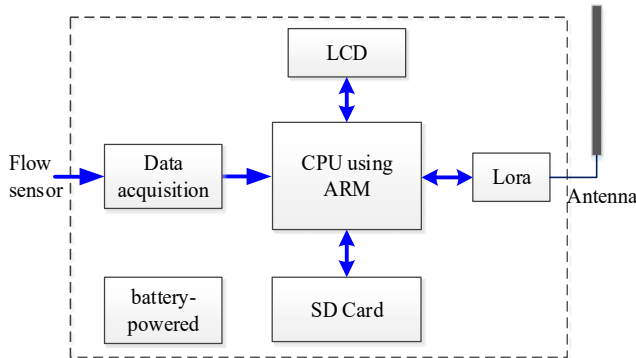 LCD
Flow
sensor
Data
acquisition
CPU using
ARM
Lora
Antenna
battery-
powered
SD Card